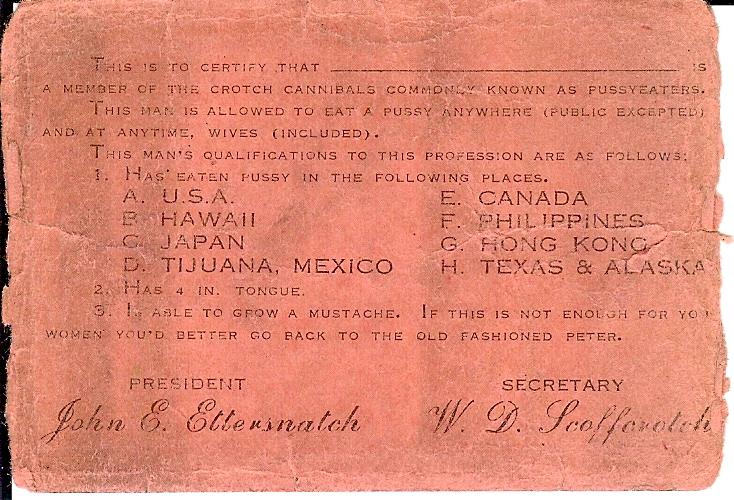 THIS IS TO CERTIFY THAT ______________________________ IS
A MEMBER OF THE CROTCH CANNIBALS COMMONLY KNOWN AS PUSSYEATERS.
THIS MAN IS ALLOWED TO EAT A PUSSY ANYWHERE (PUBLIC EXCEPTED)
AND AT ANYTIME, WIVES (INCLUDED).
THIS MAN'S QUALIFICATIONS TO THIS PROFESSION ARE AS FOLLOWS:
1. HAS EATEN PUSSY IN THE FOLLOWING PLACES.
A. U.S.A. E. CANADA
B. HAWAII F. PHILIPPINES
C. JAPAN G. HONG KONG
D. TIJUANA, MEXICO H. TEXAS & ALASKA
2. HAS 4 IN. TONGUE.
3. IS ABLE TO GROW A MUSTACHE. IF THIS IS NOT ENOUGH FOR YOU
WOMEN YOU'D BETTER GO BACK TO THE OLD FASHIONED PETER.
PRESIDENT SECRETARY
John E. Ettersnatch W. D. Scoffcrotch